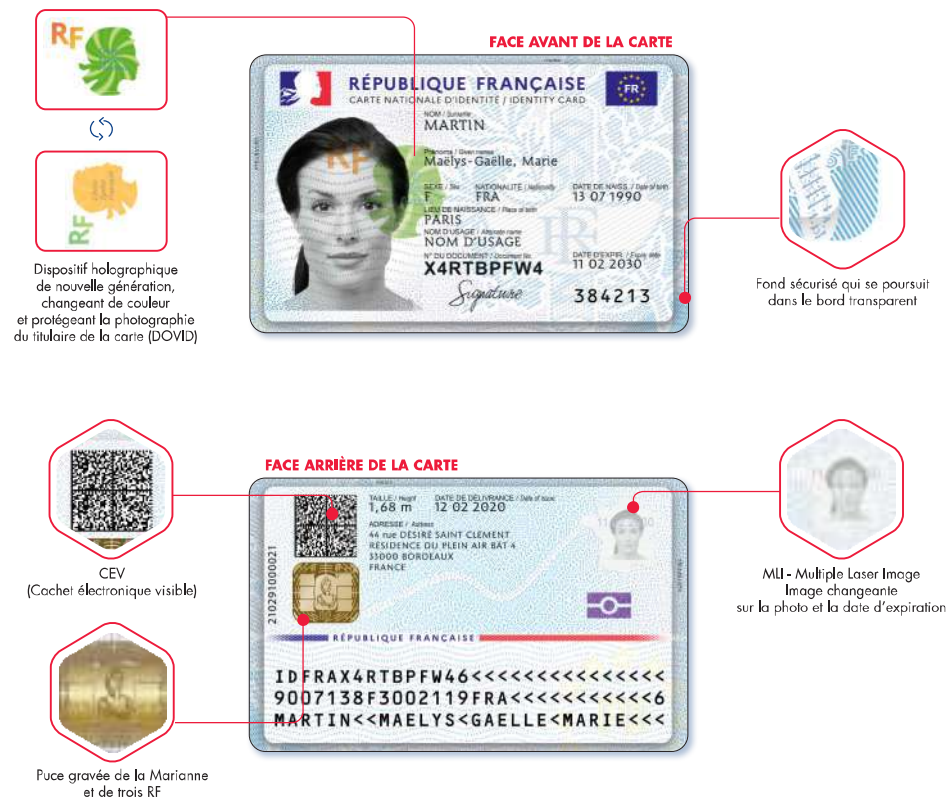 RF
FACE AVANT DE LA CARTE
RÉPUBLIQUE FRANÇAISE
FR
CARTE NATIONALE D'IDENTITÉ / IDENTITY CARD
NOM / Surname
MARTIN
Prénoms / Given names
Maëlys-Gaëlle, Marie
RF
SEXE / Sex NATIONALITÉ / Nationality DATE DE NAISS. / Date of birth
F FRA 13 07 1990
LIEU DE NAISSANCE / Place of birth
PARIS
NOM D'USAGE / Alternate name
NOM D'USAGE
N° DU DOCUMENT / Document No DATE D'EXPIR. / Expiry date
X4RTBPFW4 11 02 2030
Signature 384213
RF
Dispositif holographique
de nouvelle génération,
changeant de couleur
et protégeant la photographie
du titulaire de la carte (DOVID)
Fond sécurisé qui se poursuit
dans le bord transparent
FACE ARRIÈRE DE LA CARTE
TAILLE / Height DATE DE DÉLIVRANCE / Date of issue
1,68 m 12 02 2020
ADRESSE / Address
44 rue DÉSIRÉ SAINT CLÉMENT
RÉSIDENCE DU PLEIN AIR BÂT 4
33000 BORDEAUX
FRANCE
210291000021
RÉPUBLIQUE FRANÇAISE
IDFRAX4RTBPFW46<<<<<<<<<<<<<<<
9007138F3002119FRA<<<<<<<<<<<6
MARTIN<<MAELYS<GAELLE<MARIE<<<
CEV
(Cachet électronique visible)
MLI - Multiple Laser Image
Image changeante
sur la photo et la date d'expiration
Puce gravée de la Marianne
et de trois RF